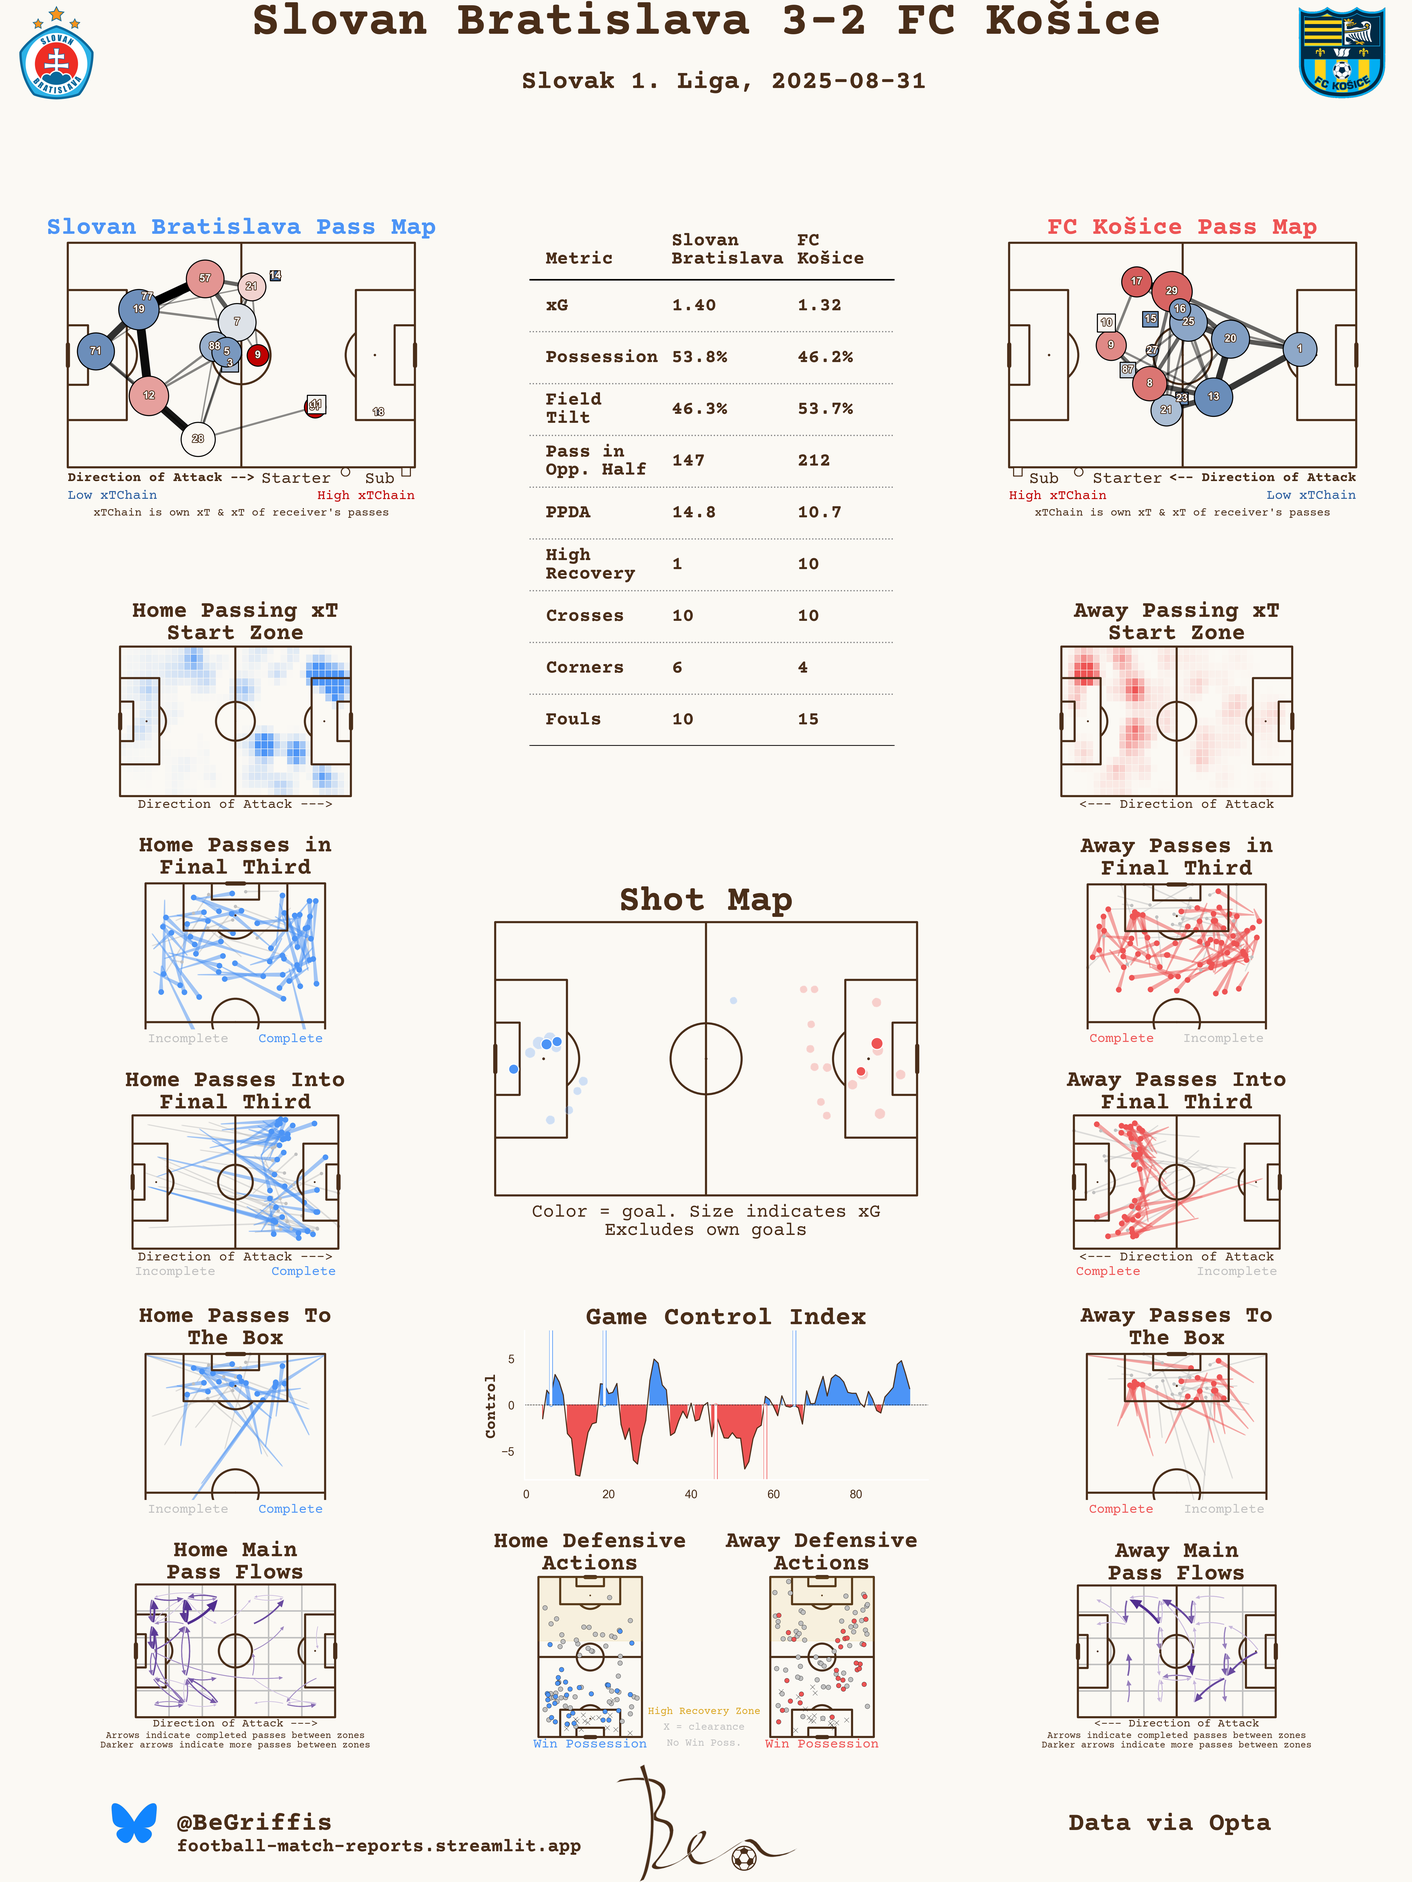 Slovan Bratislava 3-2 FC Košice
Slovak 1. Liga, 2025-08-31
SLOVAN
BRATISLAVA
FC KOŠICE
Slovan Bratislava Pass Map
57
14
21
77
19
7
88
5
3
9
71
12
11
18
28
Direction of Attack --> Starter Sub
Low xTChain High xTChain
xTChain is own xT & xT of receiver's passes
Metric Slovan Bratislava FC Košice
xG 1.40 1.32
Possession 53.8% 46.2%
Field Tilt 46.3% 53.7%
Pass in Opp. Half 147 212
PPDA 14.8 10.7
High Recovery 1 10
Crosses 10 10
Corners 6 4
Fouls 10 15
FC Košice Pass Map
17
29
16
15
10
25
20
9
27
1
87
8
23
13
21
Sub Starter <-- Direction of Attack
High xTChain Low xTChain
xTChain is own xT & xT of receiver's passes
Home Passing xT
Start Zone
Direction of Attack --->
Away Passing xT
Start Zone
<--- Direction of Attack
Home Passes in
Final Third
Incomplete Complete
Away Passes in
Final Third
Complete Incomplete
Shot Map
Color = goal. Size indicates xG
Excludes own goals
Home Passes Into
Final Third
Direction of Attack --->
Incomplete Complete
Away Passes Into
Final Third
<--- Direction of Attack
Complete Incomplete
Home Passes To
The Box
Incomplete Complete
Game Control Index
Control
5
0
−5
0 20 40 60 80
Away Passes To
The Box
Complete Incomplete
Home Main
Pass Flows
Direction of Attack --->
Arrows indicate completed passes between zones
Darker arrows indicate more passes between zones
Home Defensive
Actions
Win Possession
Away Defensive
Actions
Win Possession
High Recovery Zone
X = clearance
No Win Poss.
Away Main
Pass Flows
<--- Direction of Attack
Arrows indicate completed passes between zones
Darker arrows indicate more passes between zones
@BeGriffis
football-match-reports.streamlit.app
Ben
Data via Opta